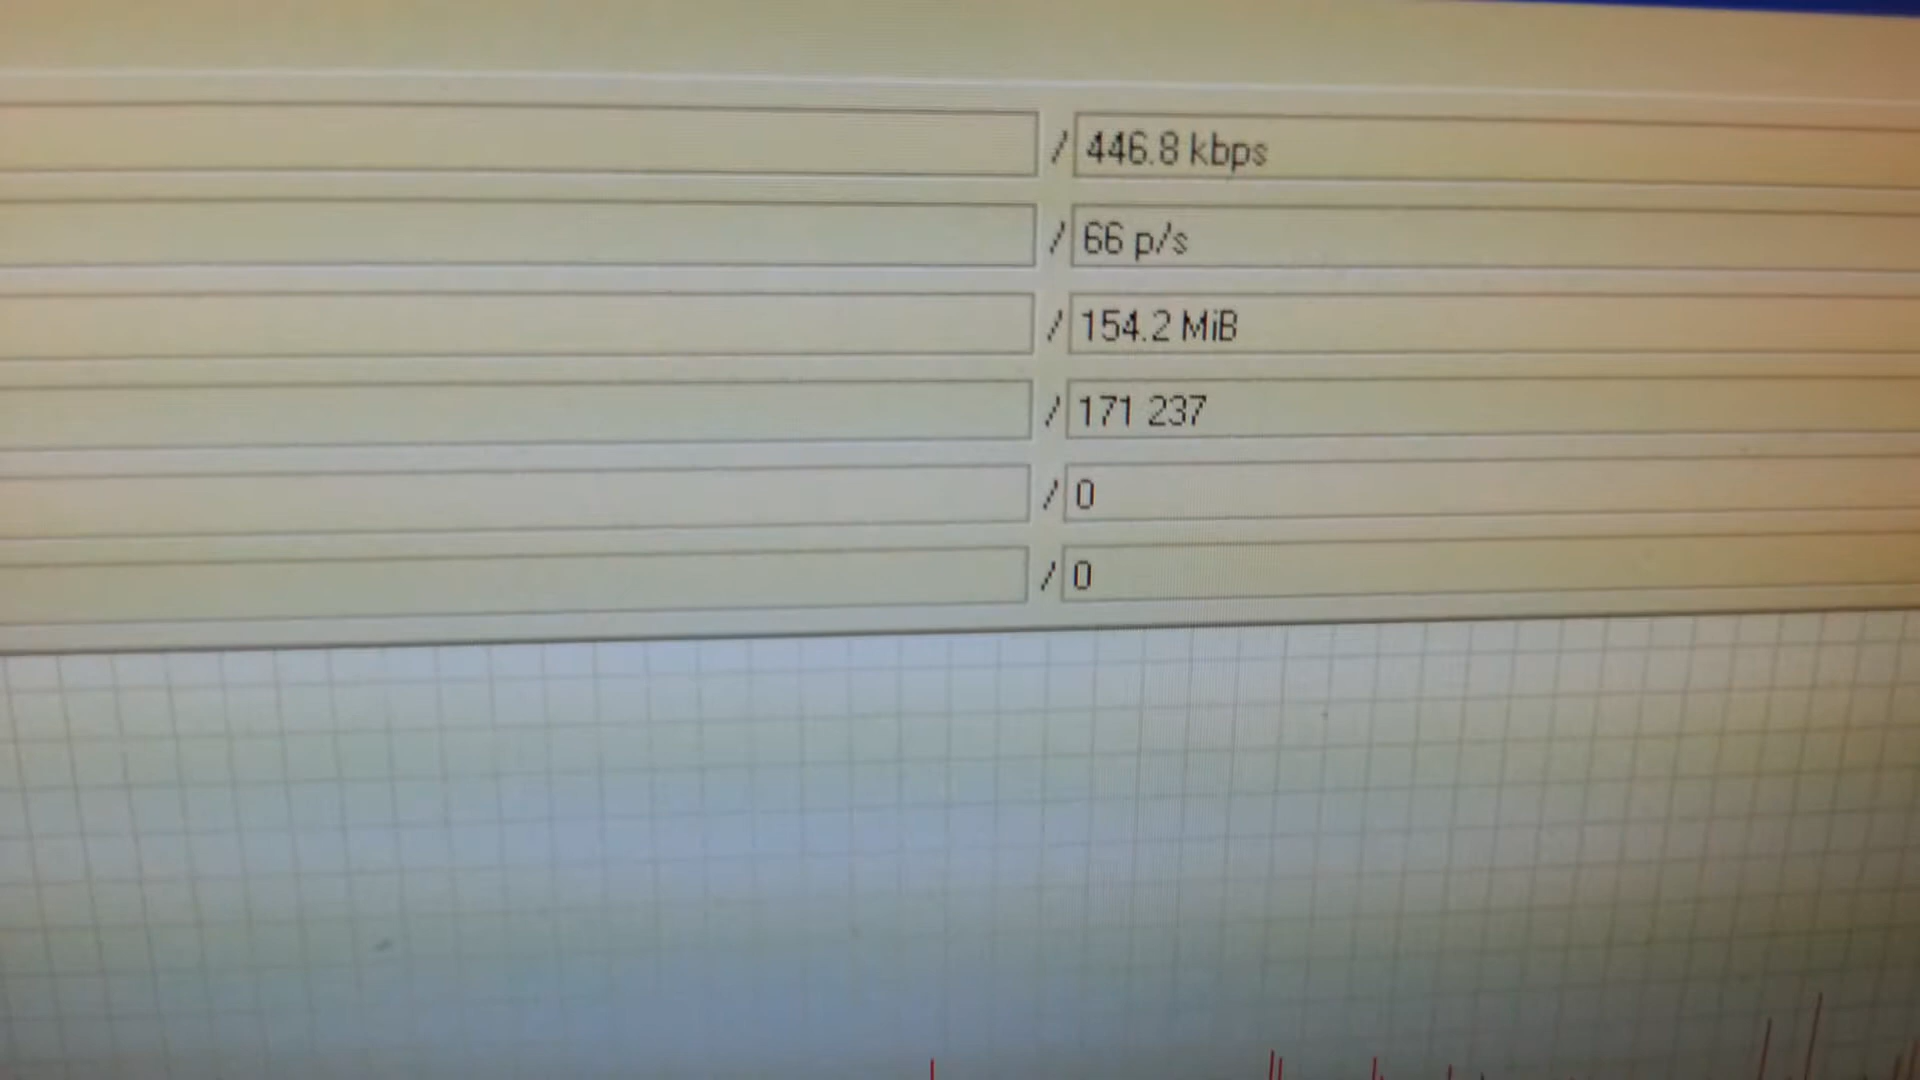 / 446.8 kbps
/ 66 p/s
/ 154.2 MiB
/ 171 237
/ 0
/ 0